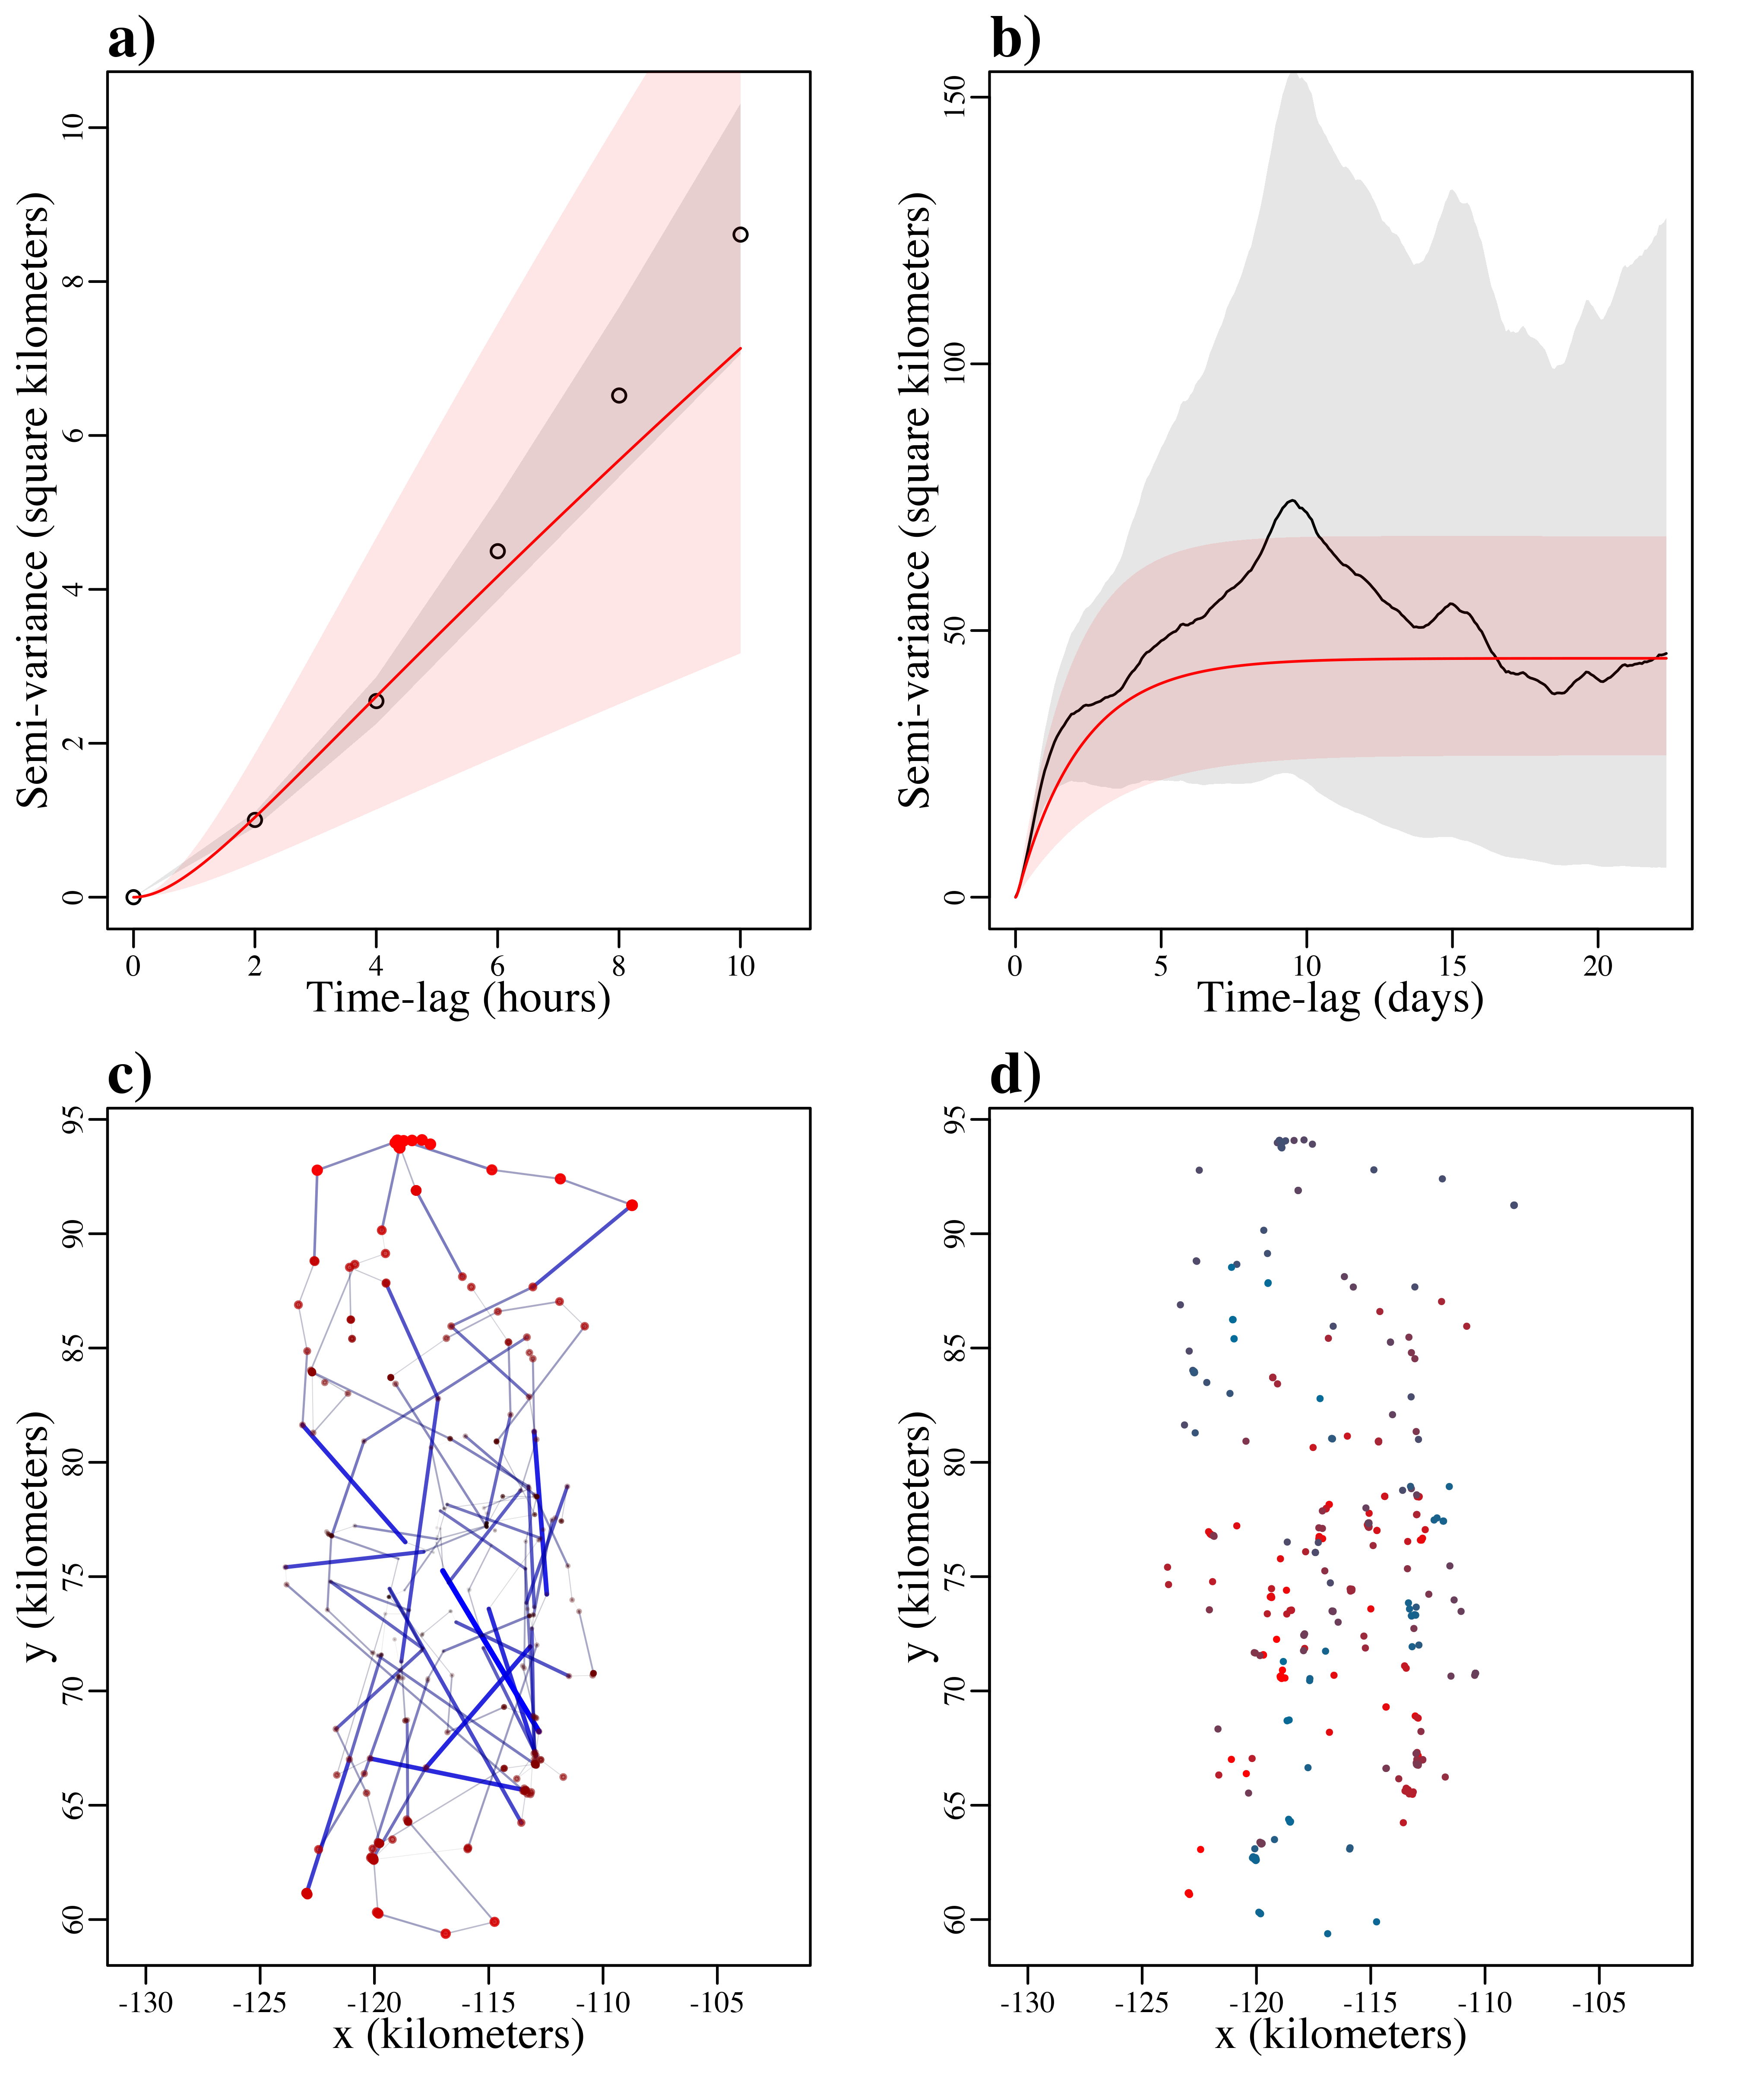 a)
Semi-variance (square kilometers)
0 2 4 6 8 10
0 2 4 6 8 10
Time-lag (hours)
b)
Semi-variance (square kilometers)
0 50 100 150
0 5 10 15 20
Time-lag (days)
c)
y (kilometers)
60 65 70 75 80 85 90 95
-130 -125 -120 -115 -110 -105
x (kilometers)
d)
y (kilometers)
60 65 70 75 80 85 90 95
-130 -125 -120 -115 -110 -105
x (kilometers)